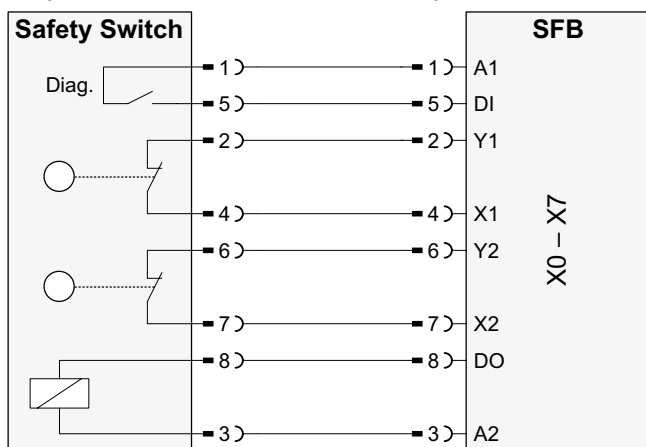 Safety Switch SFB
1 1 A1
Diag.
5 5 DI
2 2 Y1
4 4 X1
X0 – X7
6 6 Y2
7 7 X2
8 8 DO
3 3 A2